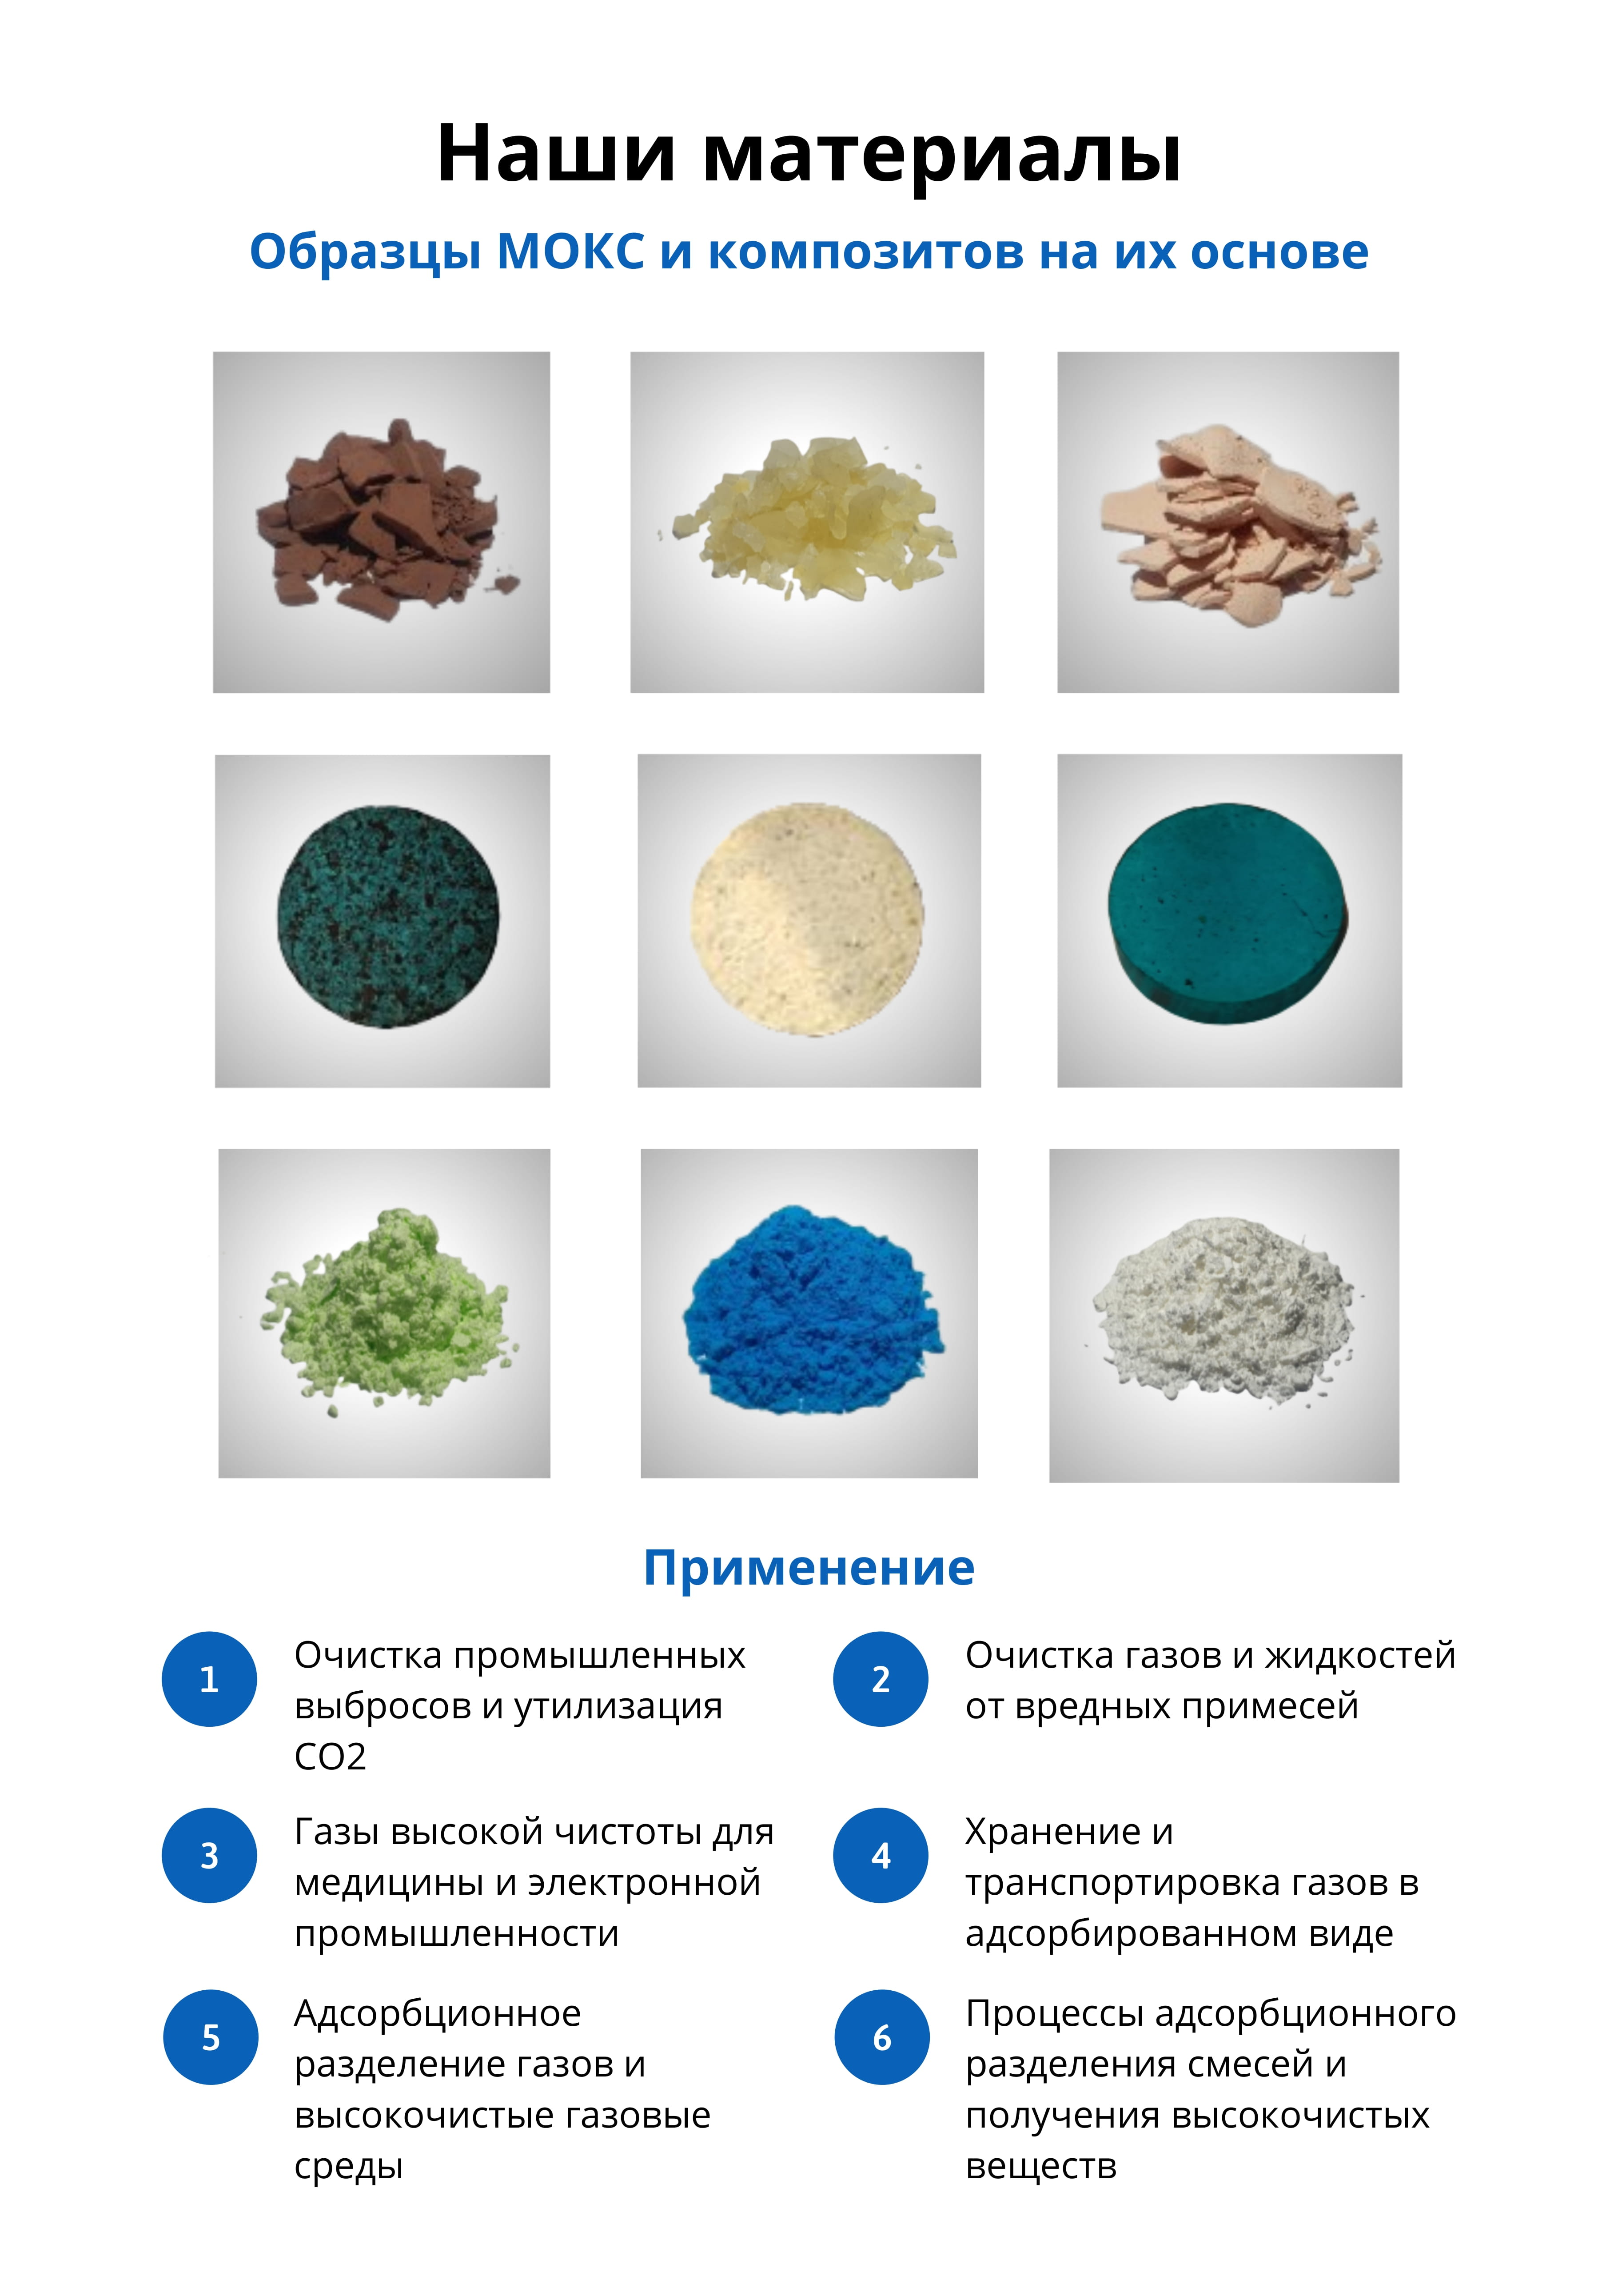 Наши материалы
Образцы МОКС и композитов на их основе
Применение
1
Очистка промышленных
выбросов и утилизация
CO2
2
Очистка газов и жидкостей
от вредных примесей
3
Газы высокой чистоты для
медицины и электронной
промышленности
4
Хранение и
транспортировка газов в
адсорбированном виде
5
Адсорбционное
разделение газов и
высокочистые газовые
среды
6
Процессы адсорбционного
разделения смесей и
получения высокочистых
веществ